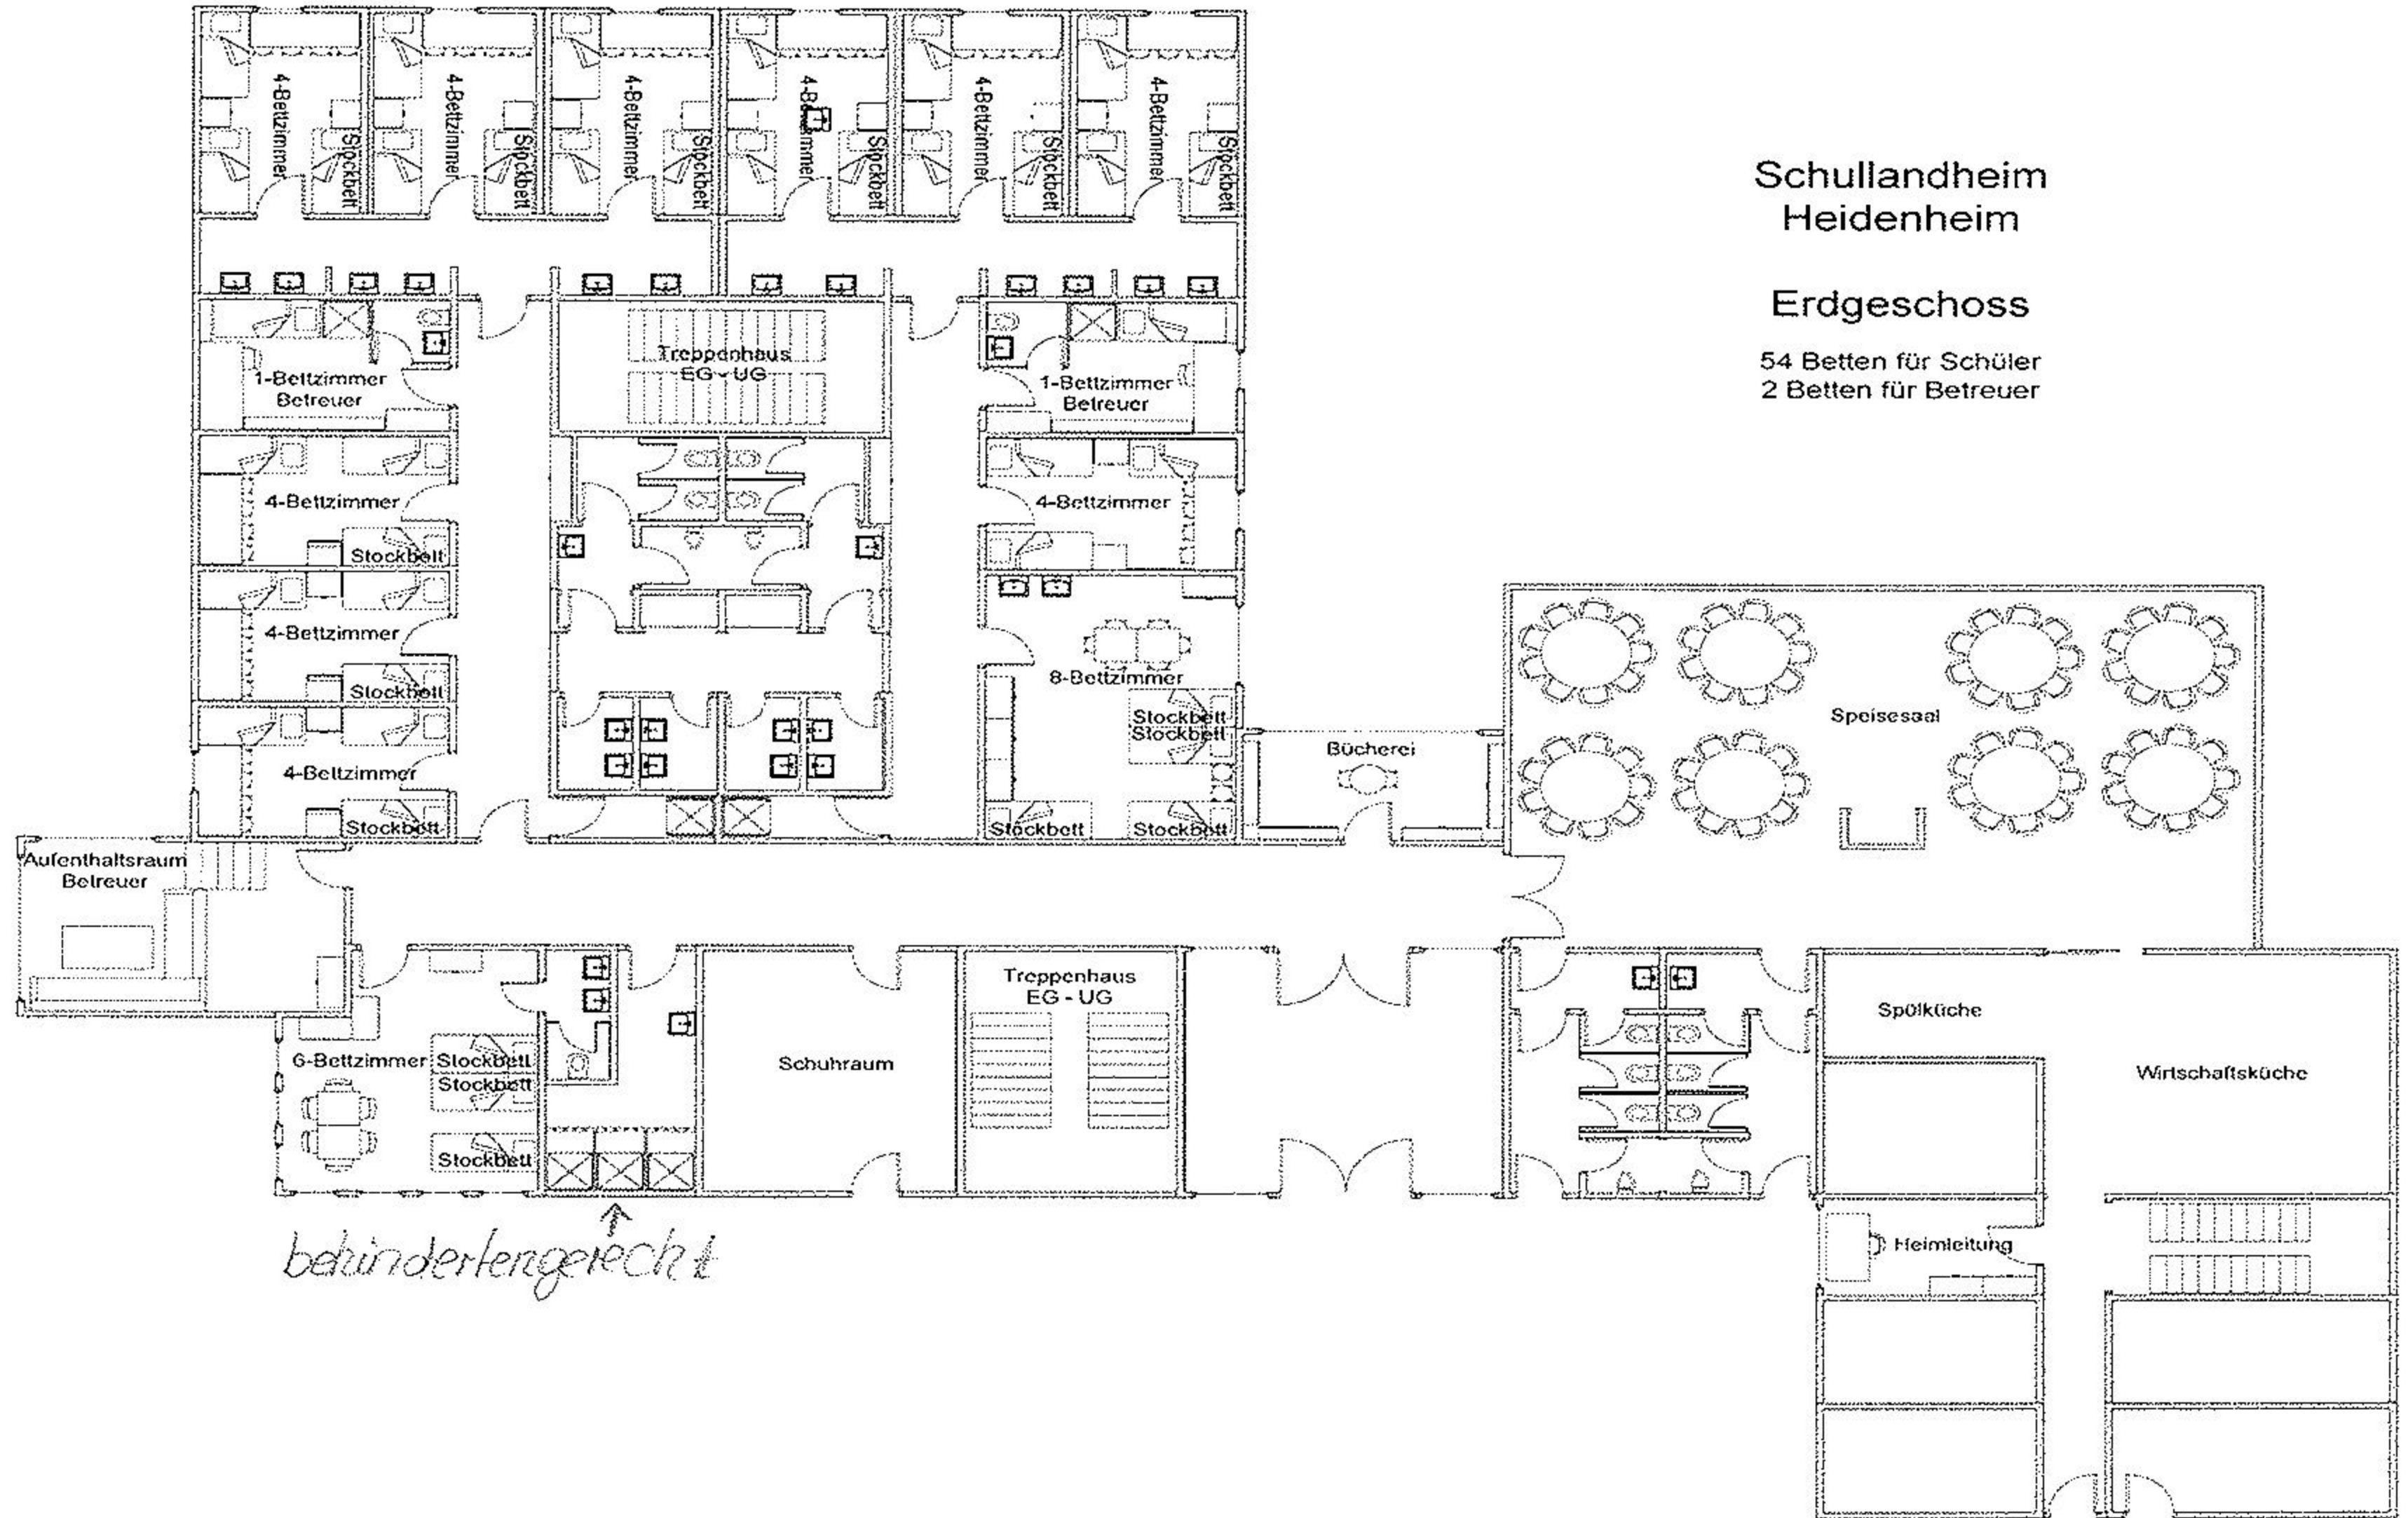 4-Bettzimmer
Stockbett
4-Bettzimmer
Stockbett
4-Bettzimmer
Stockbett
4-Bettzimmer
Stockbett
4-Bettzimmer
Stockbett
4-Bettzimmer
Stockbett
Schullandheim
Heidenheim
Erdgeschoss
54 Betten für Schüler
2 Betten für Betreuer
1-Bettzimmer
Betreuer
Treppenhaus
EG - UG
1-Bettzimmer
Betreuer
4-Bettzimmer
Stockbett
4-Bettzimmer
4-Bettzimmer
Stockbett
8-Bettzimmer
Stockbett
Stockbett
Stockbett
Stockbett
4-Bettzimmer
Stockbett
Bücherei
Speisesaal
Aufenthaltsraum
Betreuer
6-Bettzimmer
Stockbett
Stockbett
Stockbett
Schuhraum
Treppenhaus
EG - UG
Spülküche
Wirtschaftsküche
Heimleitung
behindertengerecht